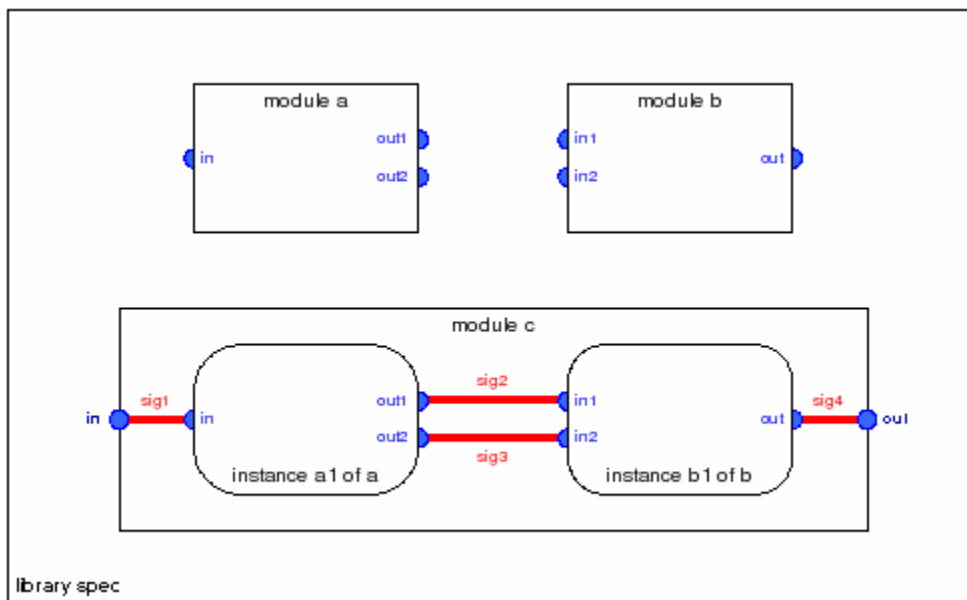 module a
module b
out1
in1
in
out
out2
in2
module c
sig1
sig2
sig4
out1
in1
in
in
out
out
out2
in2
sig3
instance a1 of a
instance b1 of b
library spec